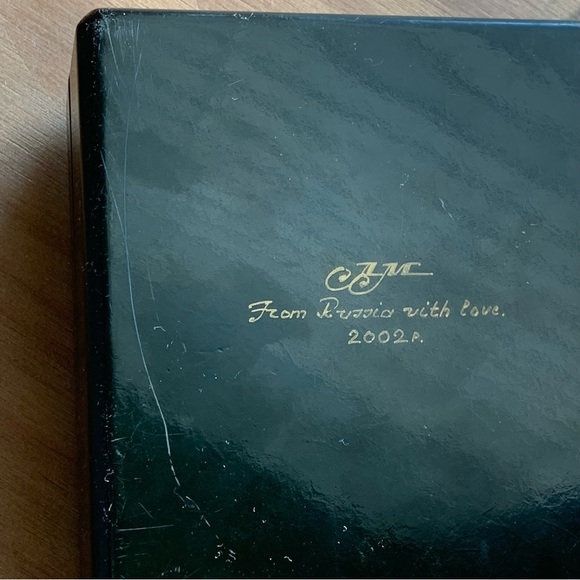 From Russia with love.
2002г.